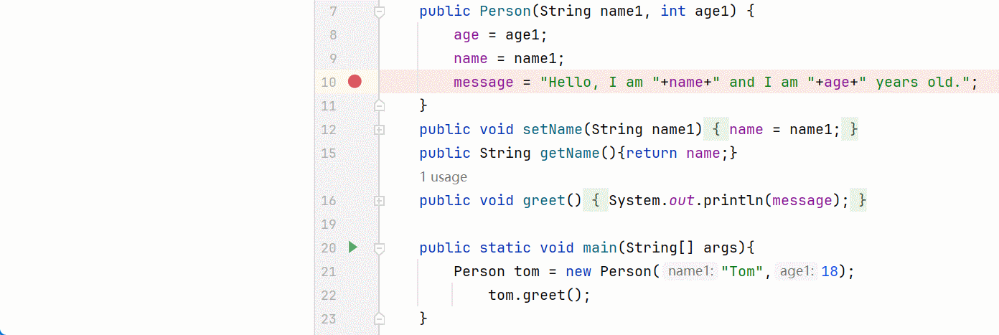 7 public Person(String name1, int age1) {
8 age = age1;
9 name = name1;
10 message = "Hello, I am "+name+" and I am "+age+" years old.";
11 }
12 public void setName(String name1) { name = name1; }
15 public String getName(){return name;}
1 usage
16 public void greet() { System.out.println(message); }
19
20 public static void main(String[] args){
21 Person tom = new Person( name1: "Tom", age1: 18);
22 tom.greet();
23 }